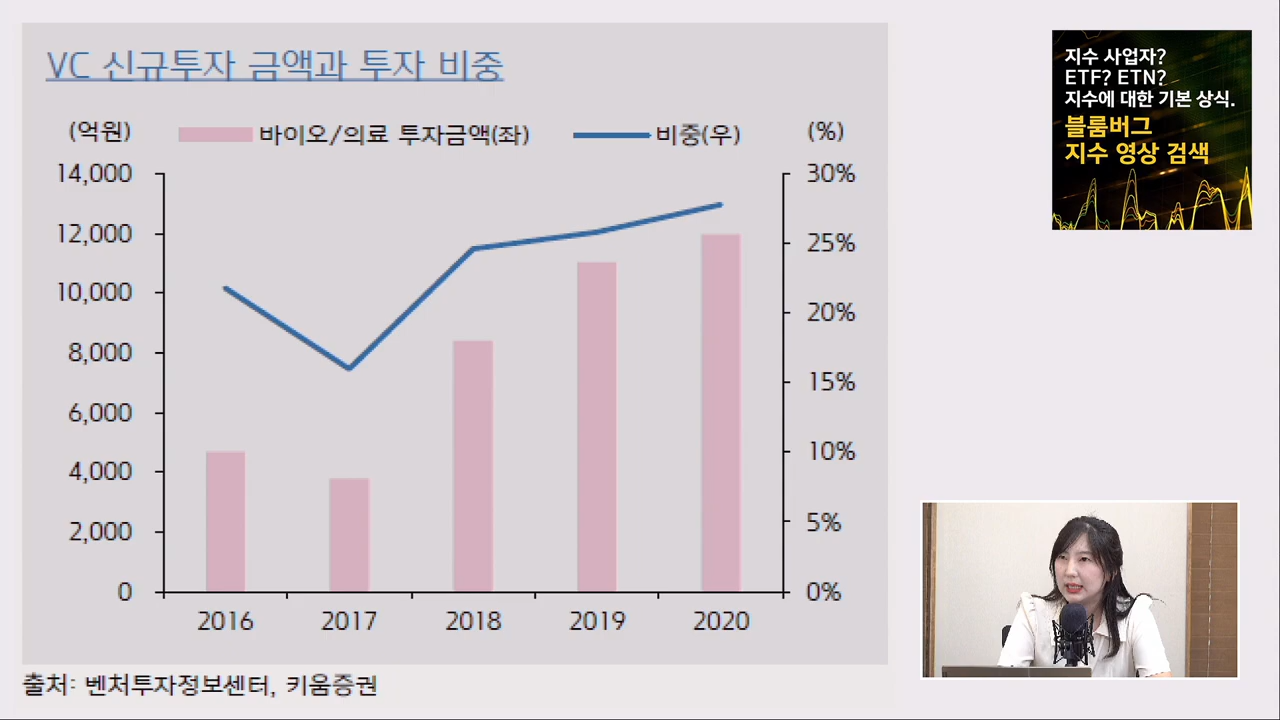 VC 신규투자 금액과 투자 비중
(억원) 바이오/의료 투자금액(좌) 비중(우) (%)
14,000
12,000
10,000
8,000
6,000
4,000
2,000
0
30%
25%
20%
15%
10%
5%
0%
2016 2017 2018 2019 2020
출처: 벤처투자정보센터, 키움증권
지수 사업자?
ETF? ETN?
지수에 대한 기본 상식.
블룸버그
지수 영상 검색